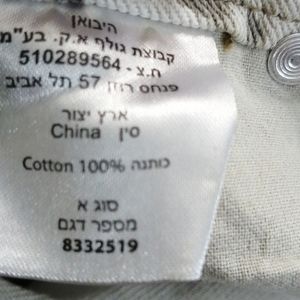 היבואן
קבוצת גולף א.ק. בע"מ
ח.צ - 510289564
פנחס רוזן 57 תל אביב
ארץ יצור
סין China
כותנה 100% Cotton
סוג א
מספר דגם
8332519